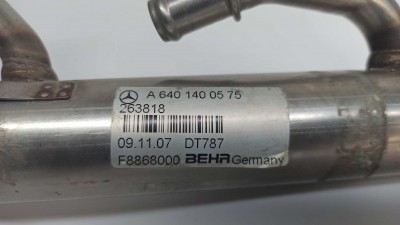 A 640 140 05 75
263818
09.11.07 DT787
F8868000 BEHR Germany